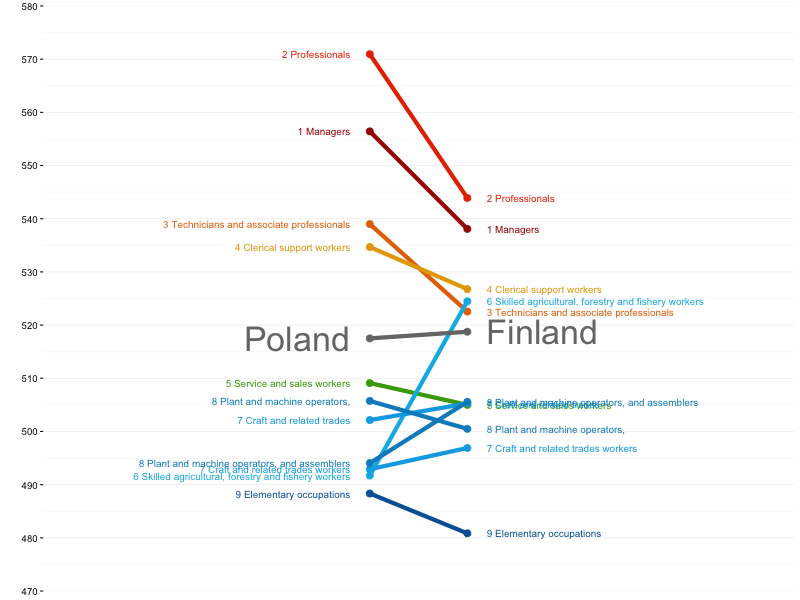 580
570
560
550
540
530
520
510
500
490
480
470
2 Professionals
1 Managers
3 Technicians and associate professionals
4 Clerical support workers
Poland
5 Service and sales workers
8 Plant and machine operators,
7 Craft and related trades
8 Plant and machine operators, and assemblers
7 Craft and related trades workers
6 Skilled agricultural, forestry and fishery workers
9 Elementary occupations
2 Professionals
1 Managers
4 Clerical support workers
6 Skilled agricultural, forestry and fishery workers
3 Technicians and associate professionals
Finland
8 Plant and machine operators, and assemblers
5 Service and sales workers
8 Plant and machine operators,
7 Craft and related trades workers
9 Elementary occupations